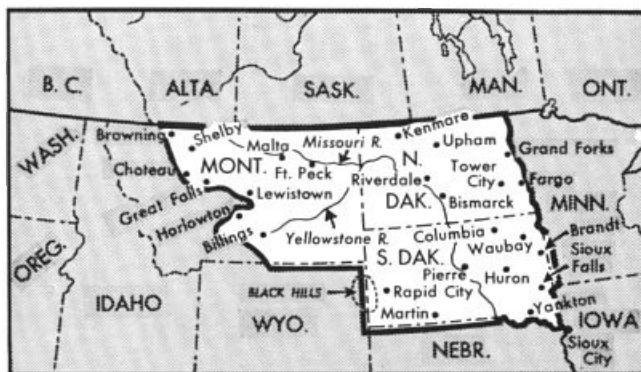 B. C.
ALTA.
SASK.
MAN.
ONT.
WASH.
Browning
Shelby
Malta
Missouri R.
Kenmare
Upham
Grand Forks
Choteau
MONT.
Ft. Peck
N.
DAK.
Riverdale
Tower
City
Fargo
Great Falls
Lewistown
Bismarck
MINN.
Harlowton
Billings
Yellowstone R.
Columbia
Waubay
Brandt
OREG.
S. DAK.
Sioux
Falls
IDAHO
BLACK HILLS
Pierre
Huron
Rapid City
WYO.
Martin
Yankton
IOWA
NEBR.
Sioux
City